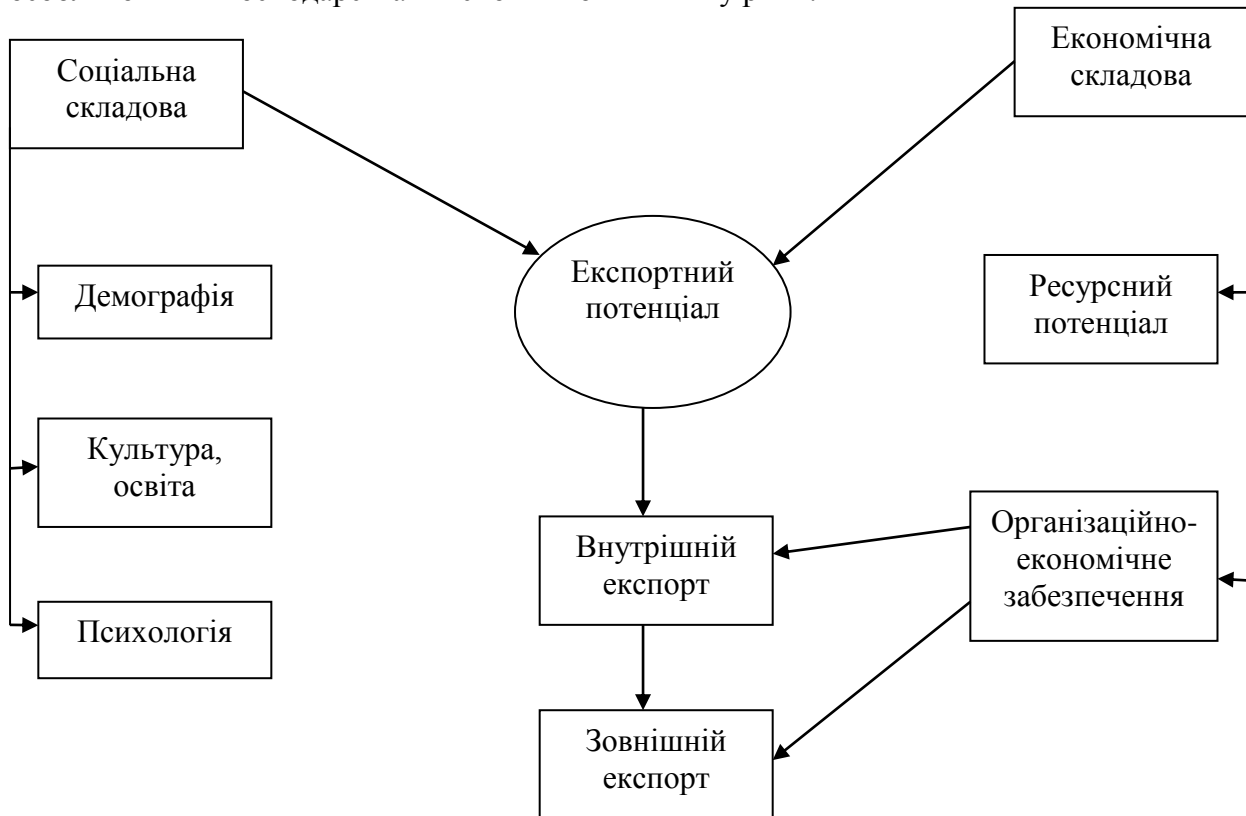 Соціальна
складова
Економічна
складова
Експортний
потенціал
Демографія
Ресурсний
потенціал
Культура,
освіта
Внутрішній
експорт
Організаційно-
економічне
забезпечення
Психологія
Зовнішній
експорт